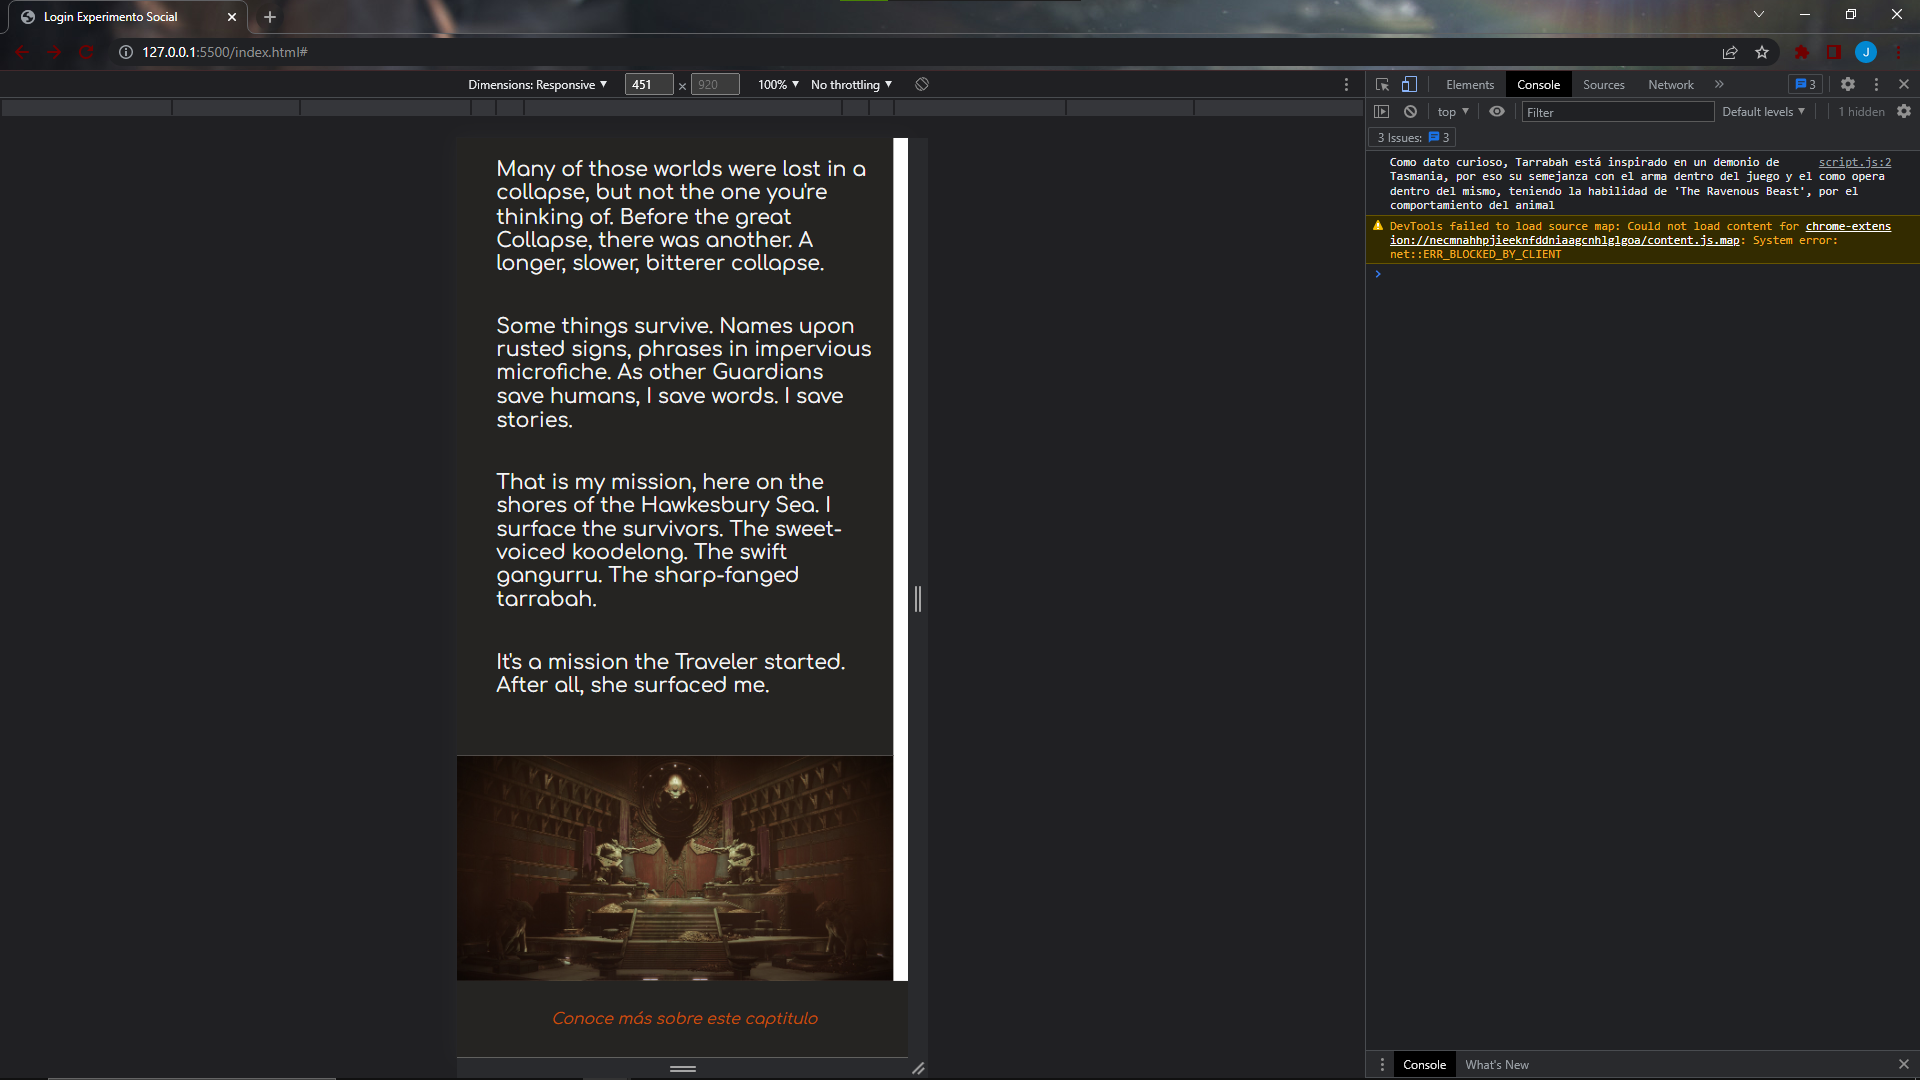 Login Experimento Social
127.0.0.1:5500/index.html#
J
Dimensions: Responsive ▼ 451 × 920 100% ▼ No throttling ▼
Elements Console Sources Network » 3
top ▼ Filter Default levels ▼ 1 hidden
3 Issues: 3
Many of those worlds were lost in a
collapse, but not the one you're
thinking of. Before the great
Collapse, there was another. A
longer, slower, bitterer collapse.
Some things survive. Names upon
rusted signs, phrases in impervious
microfiche. As other Guardians
save humans, I save words. I save
stories.
That is my mission, here on the
shores of the Hawkesbury Sea. I
surface the survivors. The sweet-
voiced koodelong. The swift
gangurru. The sharp-fanged
tarrabah.
It's a mission the Traveler started.
After all, she surfaced me.
Conoce más sobre este captitulo
Como dato curioso, Tarrabah está inspirado en un demonio de script.js:2
Tasmania, por eso su semejanza con el arma dentro del juego y el como opera
dentro del mismo, teniendo la habilidad de 'The Ravenous Beast', por el
comportamiento del animal
DevTools failed to load source map: Could not load content for chrome-extens
ion://necmnahhpjieeknfddniaagcnhlglgoa/content.js.map: System error:
net::ERR_BLOCKED_BY_CLIENT
Console What's New